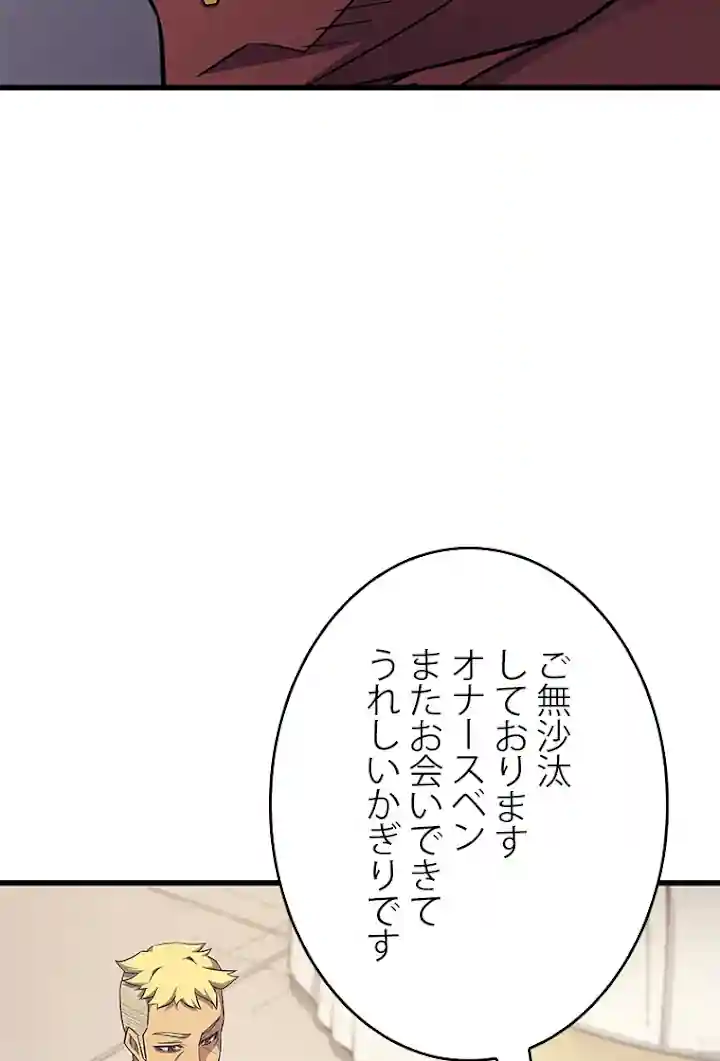 ご無沙汰
しております
オナースベン
またお会いできて
うれしいかぎりです